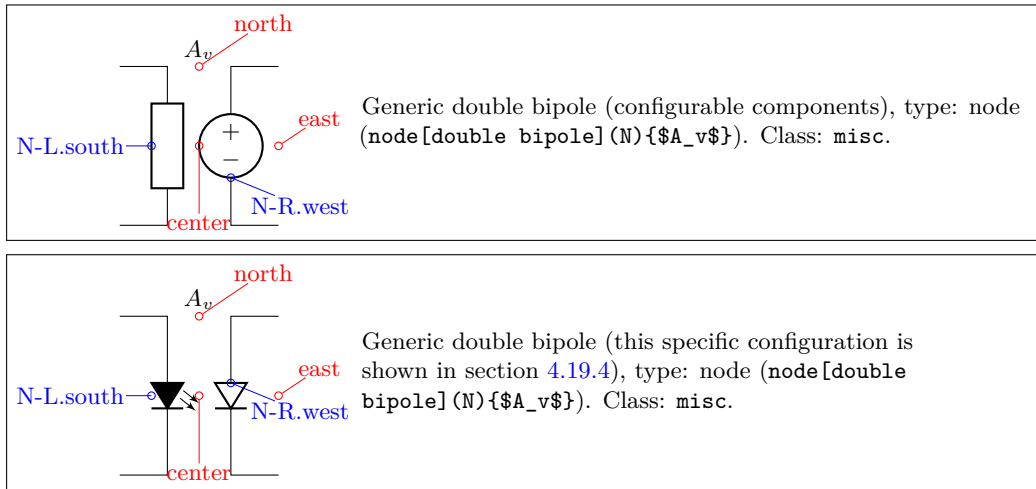 north
A_v
Generic double bipole (configurable components), type: node
east
(node[double bipole](N){$A_v$}). Class: misc.
N-L.south
+
−
N-R.west
center
north
A_v
Generic double bipole (this specific configuration is
shown in section 4.19.4), type: node (node[double
east
bipole](N){$A_v$}). Class: misc.
N-L.south
N-R.west
center